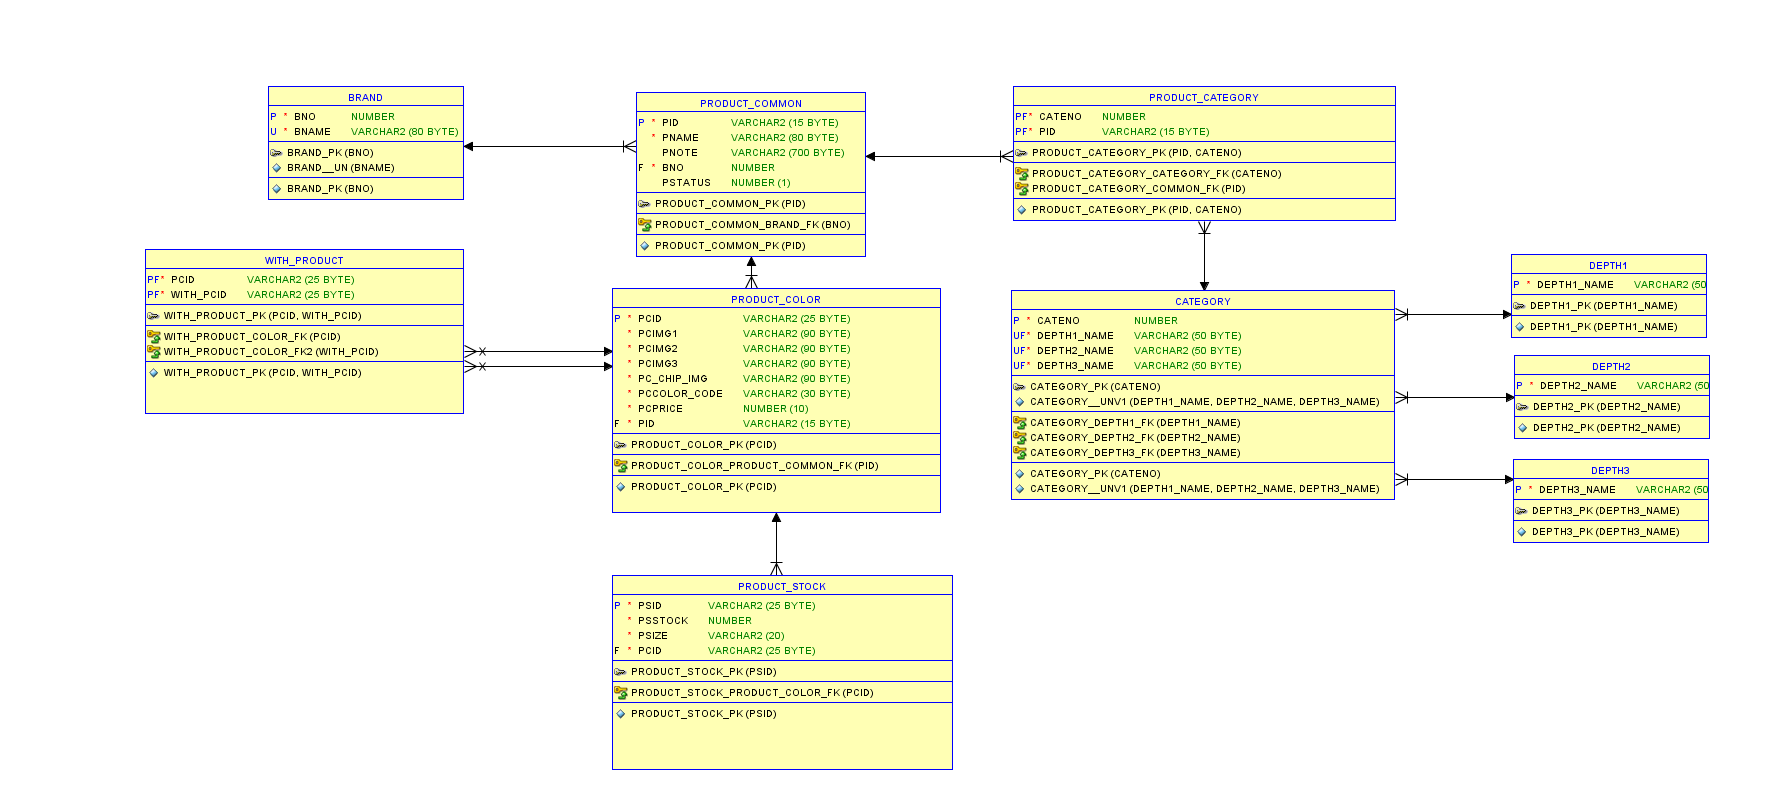 BRAND
P * BNO NUMBER
U * BNAME VARCHAR2 (80 BYTE)
BRAND_PK (BNO)
BRAND__UN (BNAME)
BRAND_PK (BNO)
PRODUCT_COMMON
P * PID VARCHAR2 (15 BYTE)
* PNAME VARCHAR2 (80 BYTE)
PNOTE VARCHAR2 (700 BYTE)
F * BNO NUMBER
PSTATUS NUMBER (1)
PRODUCT_COMMON_PK (PID)
PRODUCT_COMMON_BRAND_FK (BNO)
PRODUCT_COMMON_PK (PID)
PRODUCT_CATEGORY
PF* CATENO NUMBER
PF* PID VARCHAR2 (15 BYTE)
PRODUCT_CATEGORY_PK (PID, CATENO)
PRODUCT_CATEGORY_CATEGORY_FK (CATENO)
PRODUCT_CATEGORY_COMMON_FK (PID)
PRODUCT_CATEGORY_PK (PID, CATENO)
WITH_PRODUCT
PF* PCID VARCHAR2 (25 BYTE)
PF* WITH_PCID VARCHAR2 (25 BYTE)
WITH_PRODUCT_PK (PCID, WITH_PCID)
WITH_PRODUCT_COLOR_FK (PCID)
WITH_PRODUCT_COLOR_FK2 (WITH_PCID)
WITH_PRODUCT_PK (PCID, WITH_PCID)
PRODUCT_COLOR
P * PCID VARCHAR2 (25 BYTE)
* PCIMG1 VARCHAR2 (90 BYTE)
* PCIMG2 VARCHAR2 (90 BYTE)
* PCIMG3 VARCHAR2 (90 BYTE)
* PC_CHIP_IMG VARCHAR2 (90 BYTE)
* PCCOLOR_CODE VARCHAR2 (30 BYTE)
* PCPRICE NUMBER (10)
F * PID VARCHAR2 (15 BYTE)
PRODUCT_COLOR_PK (PCID)
PRODUCT_COLOR_PRODUCT_COMMON_FK (PID)
PRODUCT_COLOR_PK (PCID)
CATEGORY
P * CATENO NUMBER
UF* DEPTH1_NAME VARCHAR2 (50 BYTE)
UF* DEPTH2_NAME VARCHAR2 (50 BYTE)
UF* DEPTH3_NAME VARCHAR2 (50 BYTE)
CATEGORY_PK (CATENO)
CATEGORY__UNV1 (DEPTH1_NAME, DEPTH2_NAME, DEPTH3_NAME)
CATEGORY_DEPTH1_FK (DEPTH1_NAME)
CATEGORY_DEPTH2_FK (DEPTH2_NAME)
CATEGORY_DEPTH3_FK (DEPTH3_NAME)
CATEGORY_PK (CATENO)
CATEGORY__UNV1 (DEPTH1_NAME, DEPTH2_NAME, DEPTH3_NAME)
DEPTH1
P * DEPTH1_NAME VARCHAR2 (50
DEPTH1_PK (DEPTH1_NAME)
DEPTH1_PK (DEPTH1_NAME)
DEPTH2
P * DEPTH2_NAME VARCHAR2 (50
DEPTH2_PK (DEPTH2_NAME)
DEPTH2_PK (DEPTH2_NAME)
DEPTH3
P * DEPTH3_NAME VARCHAR2 (50
DEPTH3_PK (DEPTH3_NAME)
DEPTH3_PK (DEPTH3_NAME)
PRODUCT_STOCK
P * PSID VARCHAR2 (25 BYTE)
* PSSTOCK NUMBER
* PSIZE VARCHAR2 (20)
F * PCID VARCHAR2 (25 BYTE)
PRODUCT_STOCK_PK (PSID)
PRODUCT_STOCK_PRODUCT_COLOR_FK (PCID)
PRODUCT_STOCK_PK (PSID)